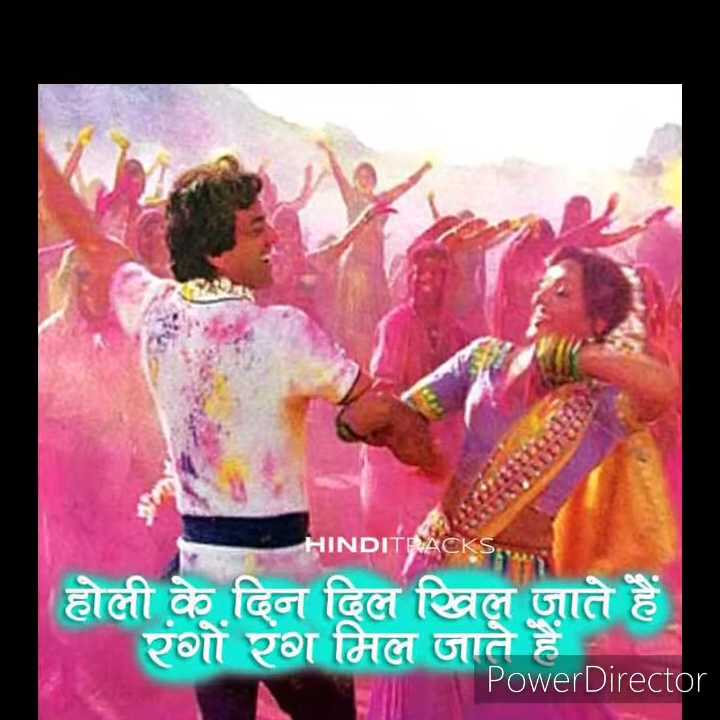 HINDITRACKS
होली के दिन दिल खिल जाते हैं
रंगों रंग मिल जाते हैं
PowerDirector